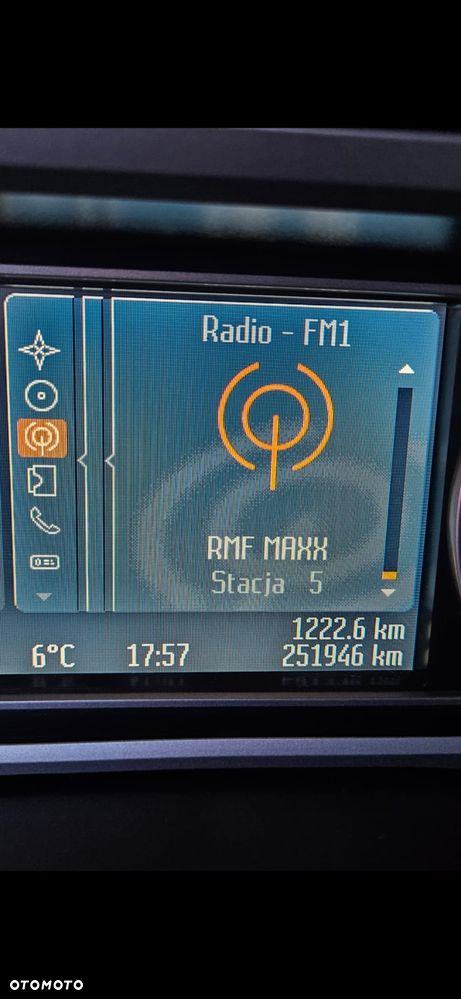 Radio - FM1
RMF MAXX
Stacja 5
1222.6 km
6°C 17:57 251946 km
OTOMOTO